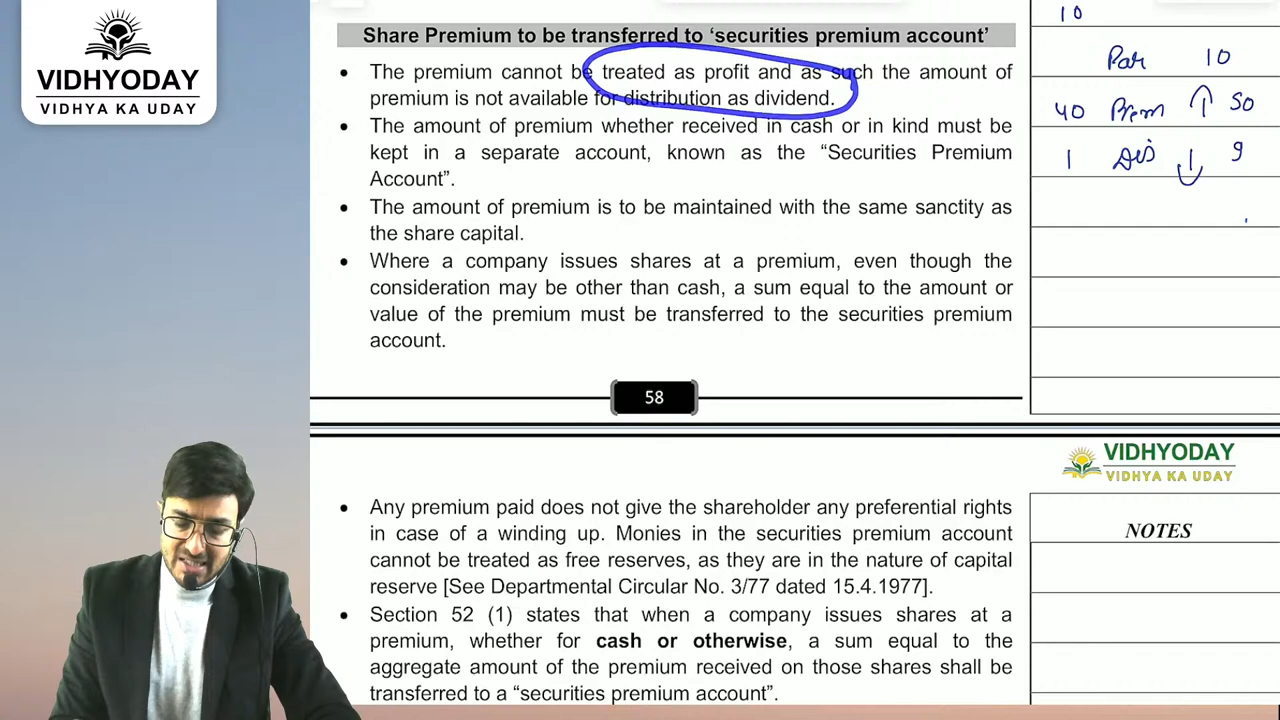 VIDHYODAY
VIDHYA KA UDAY
Share Premium to be transferred to ‘securities premium account’
• The premium cannot be treated as profit and as such the amount of
premium is not available for distribution as dividend.
• The amount of premium whether received in cash or in kind must be
kept in a separate account, known as the “Securities Premium
Account”.
• The amount of premium is to be maintained with the same sanctity as
the share capital.
• Where a company issues shares at a premium, even though the
consideration may be other than cash, a sum equal to the amount or
value of the premium must be transferred to the securities premium
account.
58
10
Par 10
40 Prem ↑ 50
1 Dis ↓ 9
VIDHYODAY
VIDHYA KA UDAY
• Any premium paid does not give the shareholder any preferential rights
in case of a winding up. Monies in the securities premium account
cannot be treated as free reserves, as they are in the nature of capital
reserve [See Departmental Circular No. 3/77 dated 15.4.1977].
• Section 52 (1) states that when a company issues shares at a
premium, whether for cash or otherwise, a sum equal to the
aggregate amount of the premium received on those shares shall be
transferred to a “securities premium account”.
NOTES